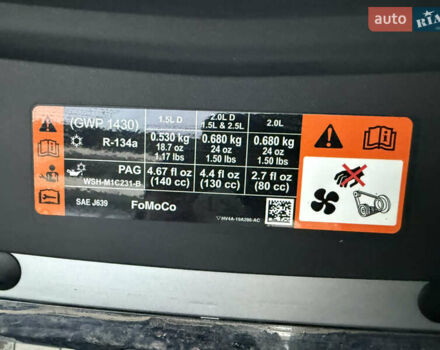 auto RIA
(GWP 1430) 1.5L D 2.0L D 2.0L
1.5L & 2.5L
R-134a 0.530 kg 0.680 kg 0.680 kg
18.7 oz 24 oz 24 oz
1.17 lbs 1.50 lbs 1.50 lbs
PAG 4.67 fl oz 4.4 fl oz 2.7 fl oz
WSH-M1C231-B (140 cc) (130 cc) (80 cc)
SAE J639 FoMoCo